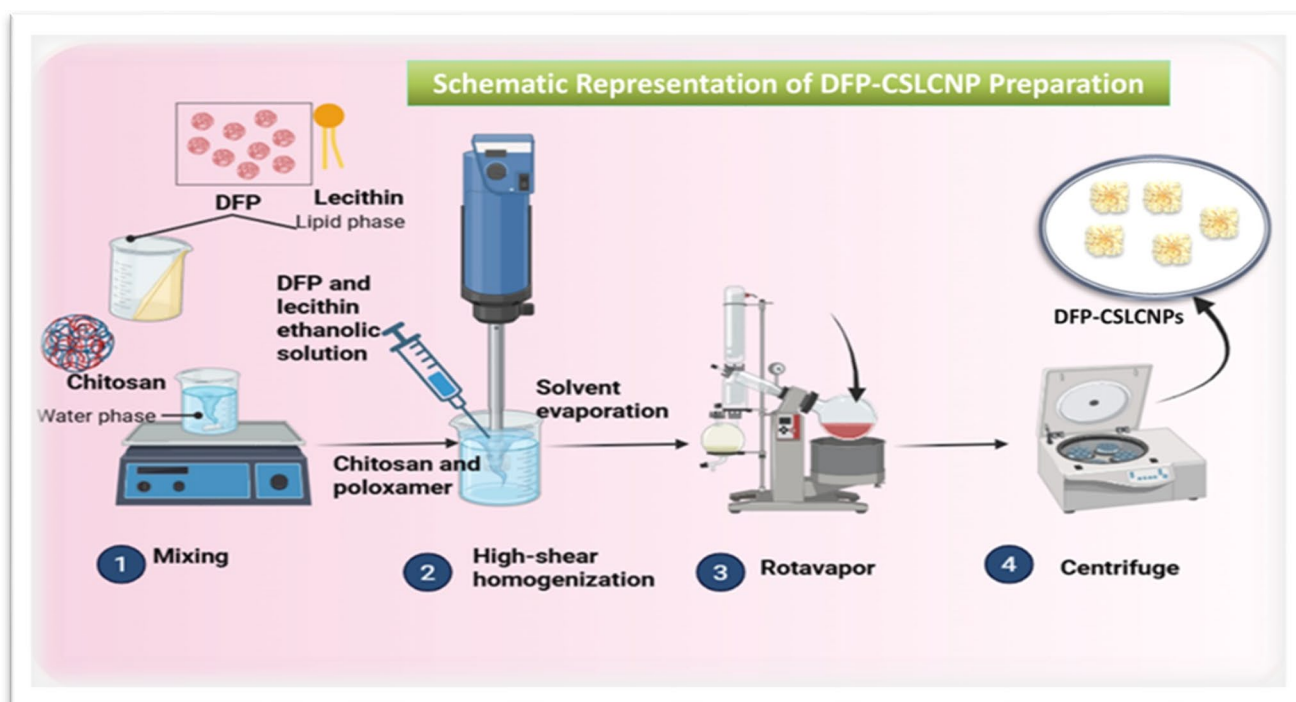 Schematic Representation of DFP-CSLCNP Preparation
DFP
Lecithin
Lipid phase
Chitosan
Water phase
DFP and
lecithin
ethanolic
solution
Chitosan and
poloxamer
Solvent
evaporation
DFP-CSLCNPs
1 Mixing
2 High-shear
homogenization
3 Rotavapor
4 Centrifuge